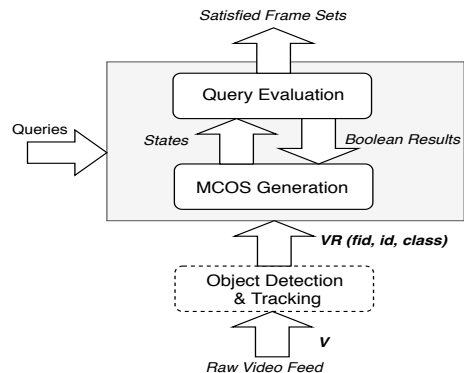 Satisfied Frame Sets
Query Evaluation
Queries
States
Boolean Results
MCOS Generation
VR (fid, id, class)
Object Detection
& Tracking
V
Raw Video Feed